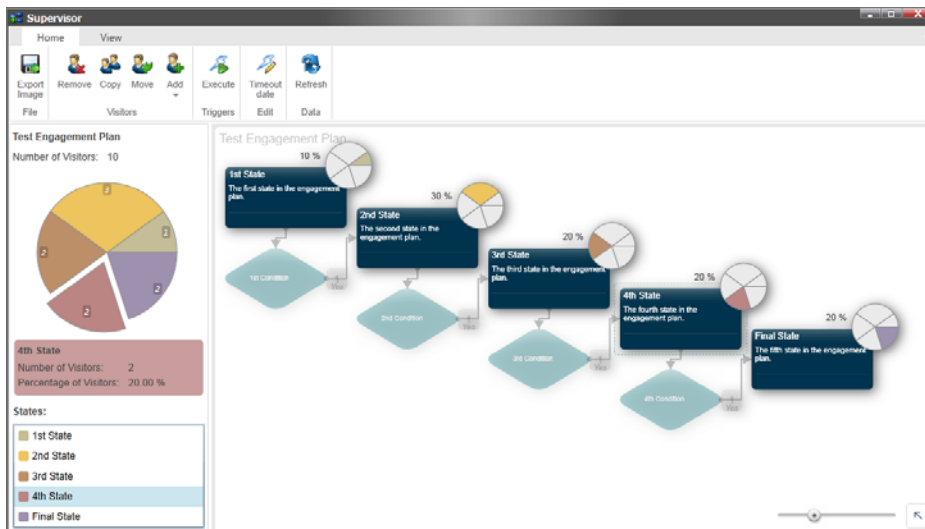 Supervisor
Home View
Export Image
Remove
Copy
Move
Add
Execute
Timeout date
Refresh
File
Visitors
Triggers
Edit
Data
Test Engagement Plan
Number of Visitors: 10
3
2
2
2
4th State
Number of Visitors: 2
Percentage of Visitors: 20.00 %
States:
1st State
2nd State
3rd State
4th State
Final State
Test Engagement Plan
10 %
1st State
The first state in the engagement
plan.
1st Condition
Yes
30 %
2nd State
The second state in the
engagement plan.
2nd Condition
Yes
20 %
3rd State
The third state in the engagement
plan.
3rd Condition
Yes
20 %
4th State
The fourth state in the
engagement plan.
4th Condition
Yes
20 %
Final State
The fifth state in the engagement
plan.